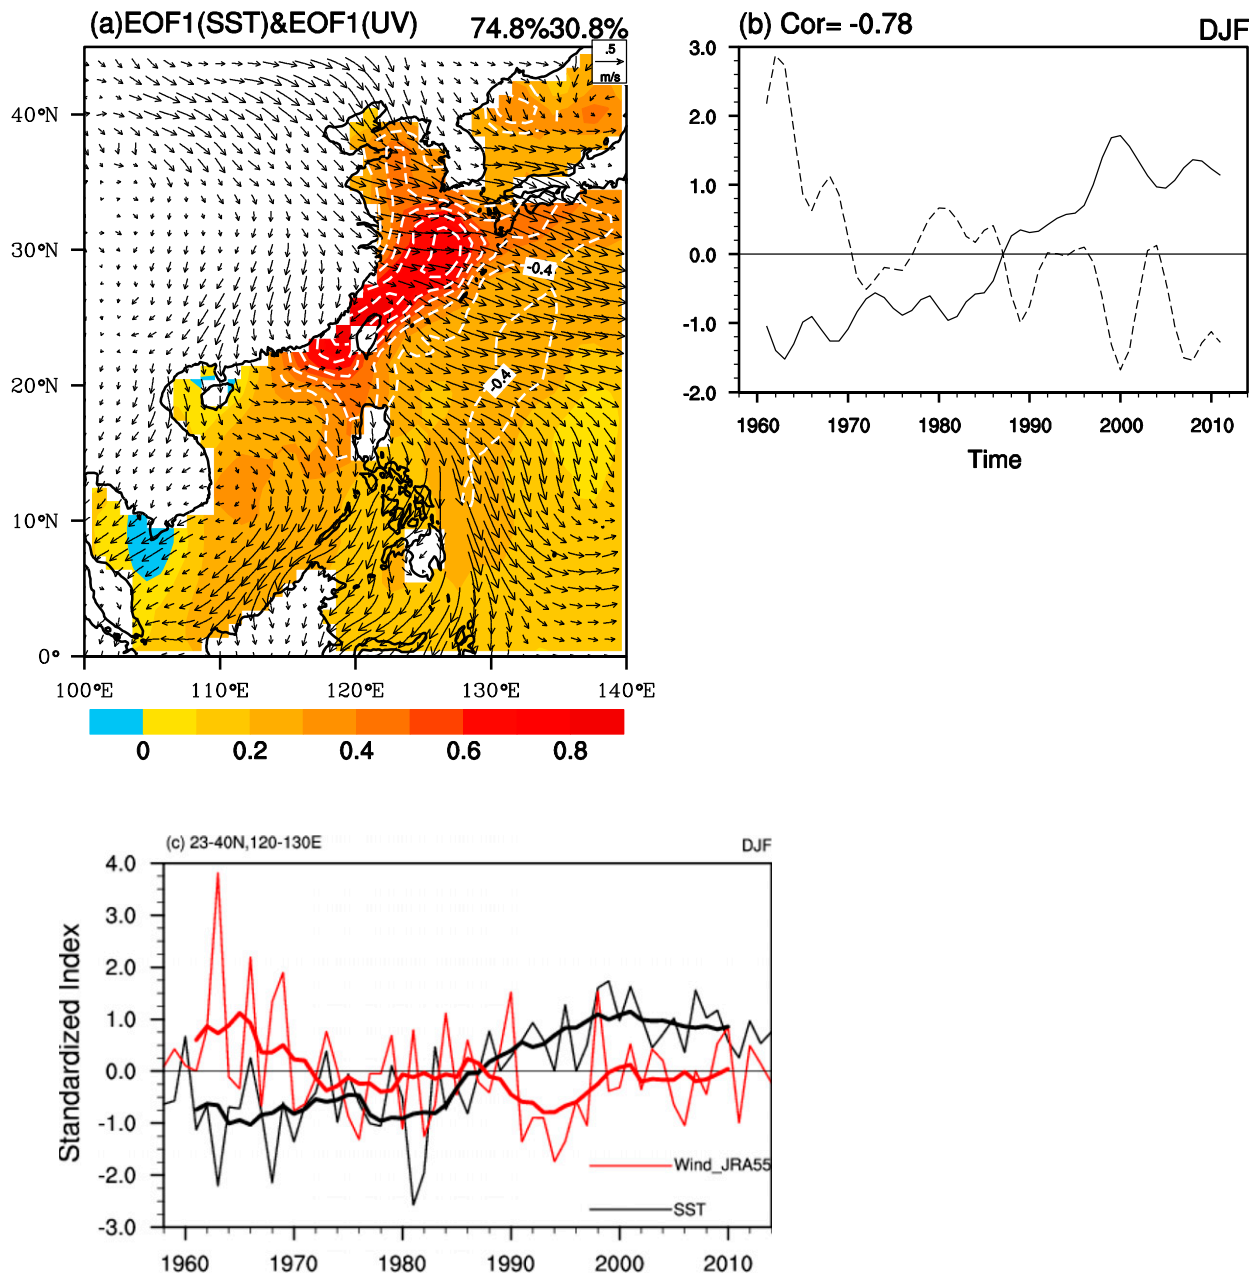 (a)EOF1(SST)&EOF1(UV) 74.8%30.8%
.5
m/s
40°N
30°N
20°N
10°N
0°
-0.4
-0.4
100°E 110°E 120°E 130°E 140°E
0 0.2 0.4 0.6 0.8
(b) Cor= -0.78 DJF
3.0
2.0
1.0
0.0
-1.0
-2.0
1960 1970 1980 1990 2000 2010
Time
(c) 23-40N,120-130E DJF
Standardized Index
4.0
3.0
2.0
1.0
0.0
-1.0
-2.0
-3.0
Wind_JRA55
SST
1960 1970 1980 1990 2000 2010